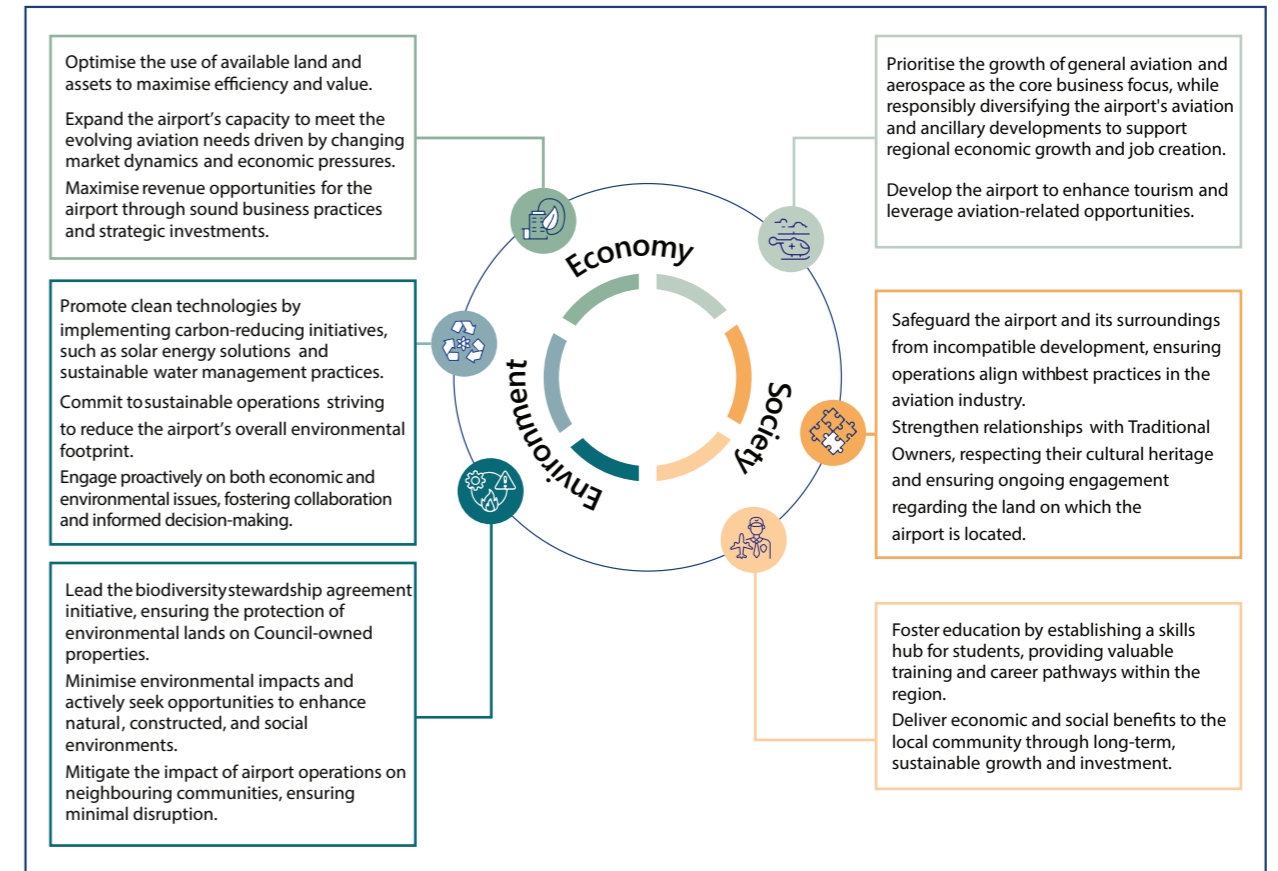 Optimise the use of available land and
assets to maximise efficiency and value.
Expand the airport’s capacity to meet the
evolving aviation needs driven by changing
market dynamics and economic pressures.
Maximise revenue opportunities for the
airport through sound business practices
and strategic investments.
Promote clean technologies by
implementing carbon-reducing initiatives,
such as solar energy solutions and
sustainable water management practices.
Commit to sustainable operations striving
to reduce the airport’s overall environmental
footprint.
Engage proactively on both economic and
environmental issues, fostering collaboration
and informed decision-making.
Lead the biodiversity stewardship agreement
initiative, ensuring the protection of
environmental lands on Council-owned
properties.
Minimise environmental impacts and
actively seek opportunities to enhance
natural, constructed, and social
environments.
Mitigate the impact of airport operations on
neighbouring communities, ensuring
minimal disruption.
Economy
Environment
Society
Prioritise the growth of general aviation and
aerospace as the core business focus, while
responsibly diversifying the airport's aviation
and ancillary developments to support
regional economic growth and job creation.
Develop the airport to enhance tourism and
leverage aviation-related opportunities.
Safeguard the airport and its surroundings
from incompatible development, ensuring
operations align withbest practices in the
aviation industry.
Strengthen relationships with Traditional
Owners, respecting their cultural heritage
and ensuring ongoing engagement
regarding the land on which the
airport is located.
Foster education by establishing a skills
hub for students, providing valuable
training and career pathways within the
region.
Deliver economic and social benefits to the
local community through long-term,
sustainable growth and investment.